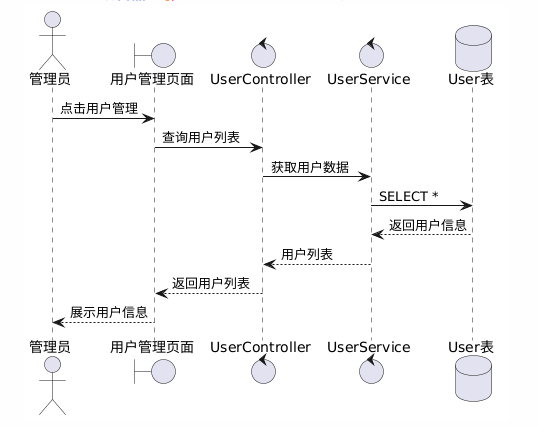 管理员 用户管理页面 UserController UserService User表
点击用户管理
查询用户列表
获取用户数据
SELECT *
返回用户信息
用户列表
返回用户列表
展示用户信息
管理员 用户管理页面 UserController UserService User表